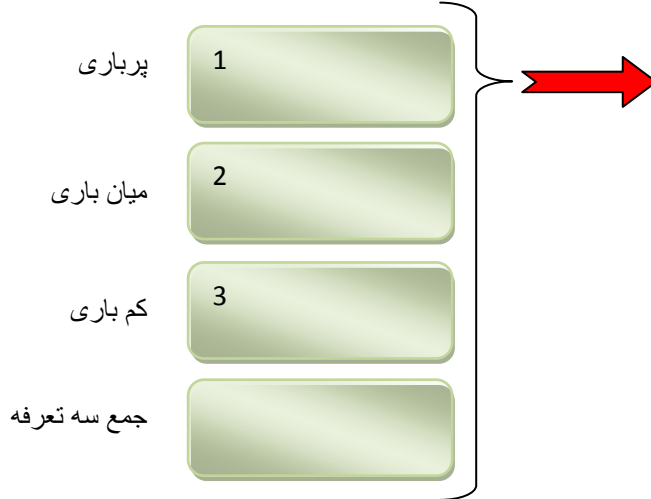 پرباری
1
میان باری
2
کم باری
3
جمع سه تعرفه